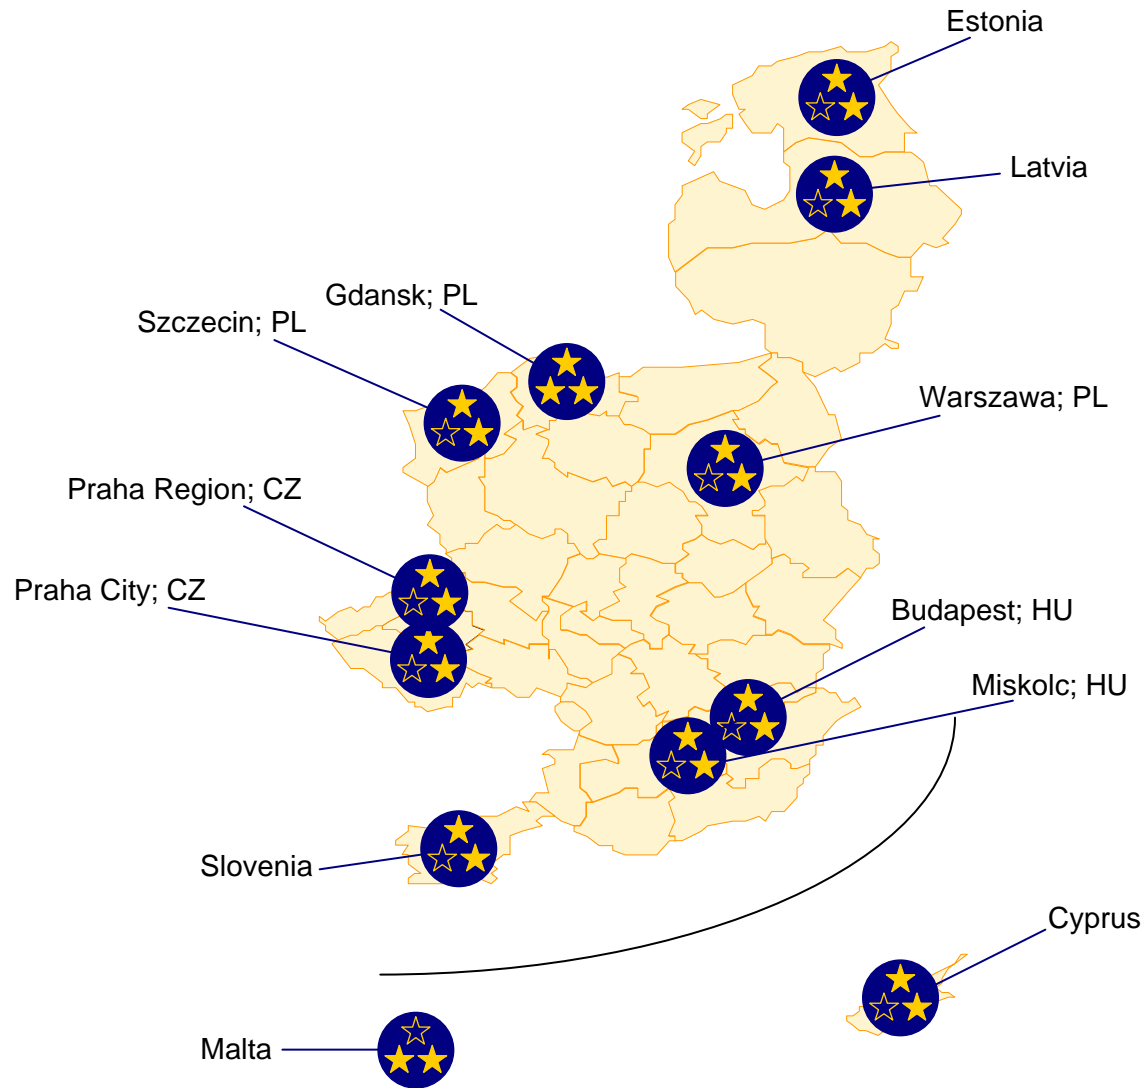 Estonia
Latvia
Gdansk; PL
Szczecin; PL
Warszawa; PL
Praha Region; CZ
Praha City; CZ
Budapest; HU
Miskolc; HU
Slovenia
Cyprus
Malta